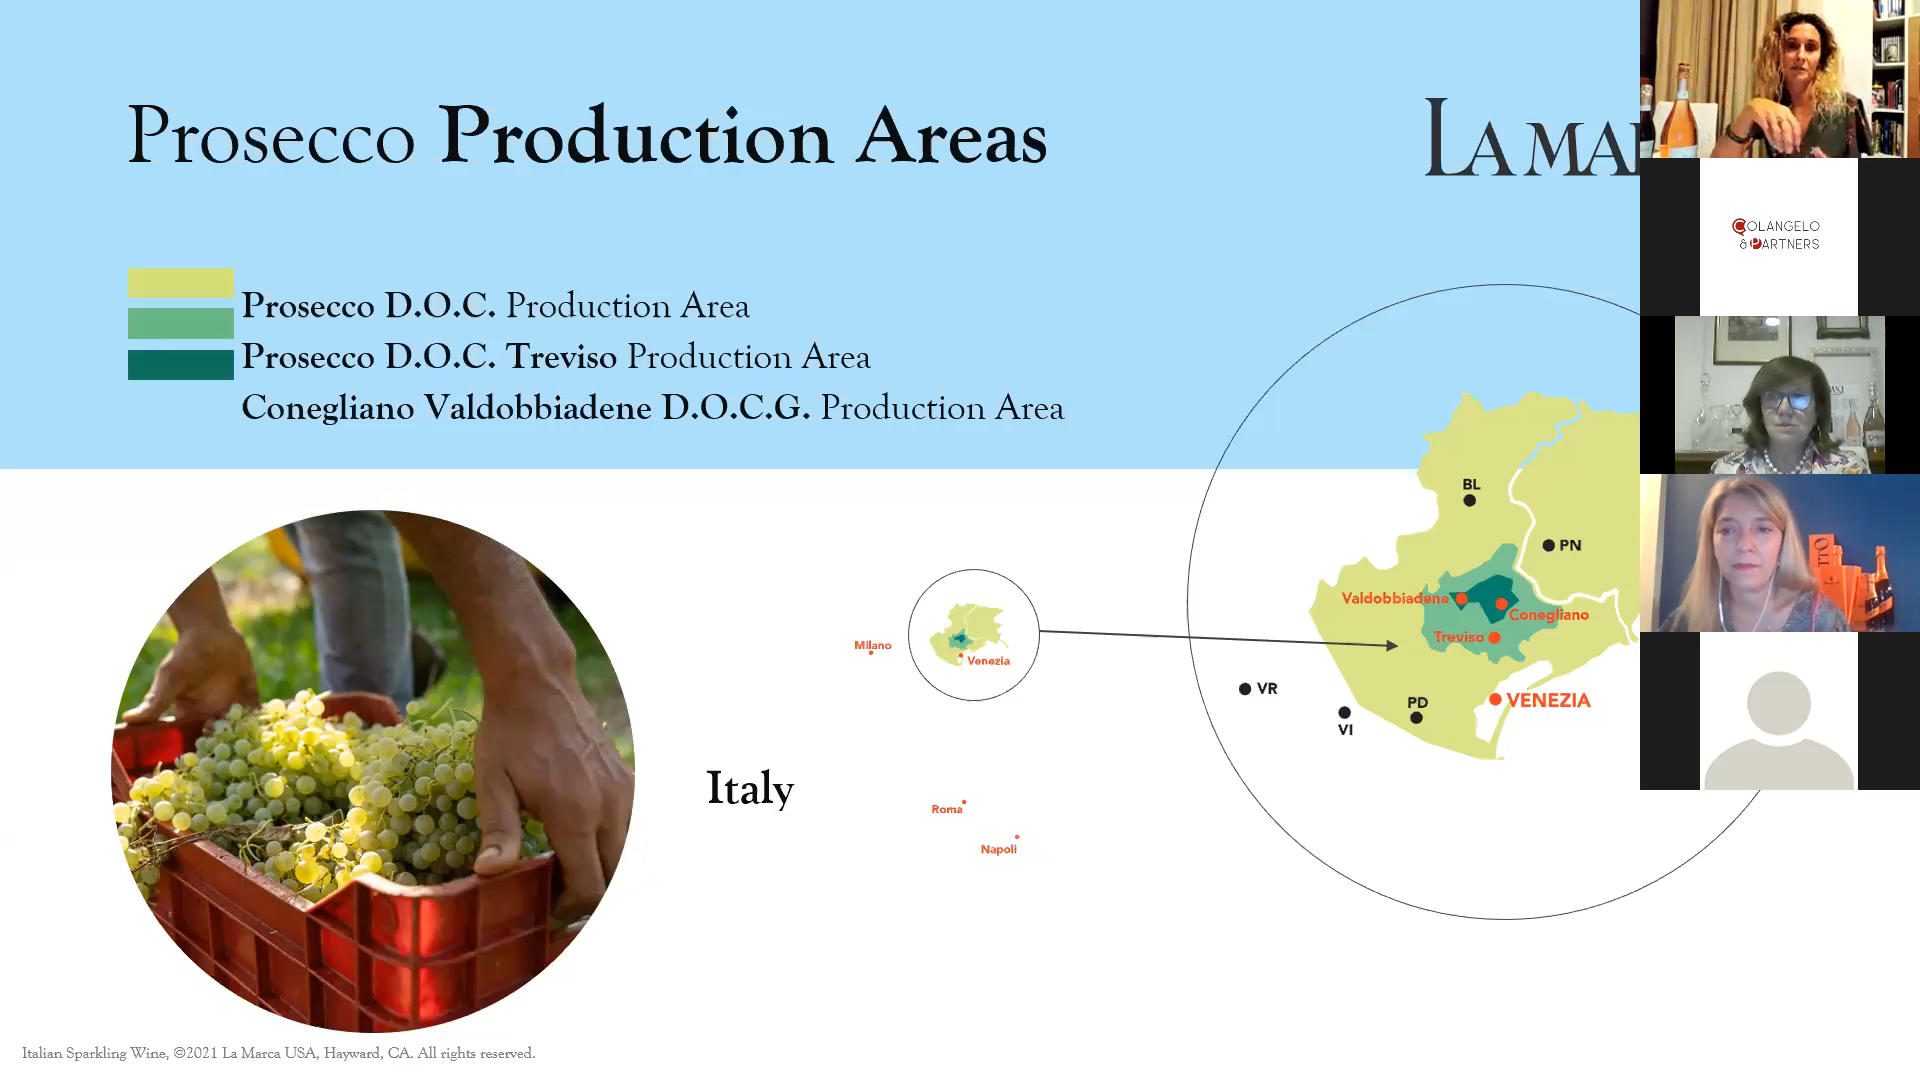 Prosecco Production Areas
LA MAR
Prosecco D.O.C. Production Area
Prosecco D.O.C. Treviso Production Area
Conegliano Valdobbiadene D.O.C.G. Production Area
COLANGELO
& PARTNERS
BL
PN
Valdobbiadene
Conegliano
Treviso
Milano
Venezia
VR
PD
VENEZIA
VI
Italy
Roma
Napoli
Italian Sparkling Wine, ©2021 La Marca USA, Hayward, CA. All rights reserved.